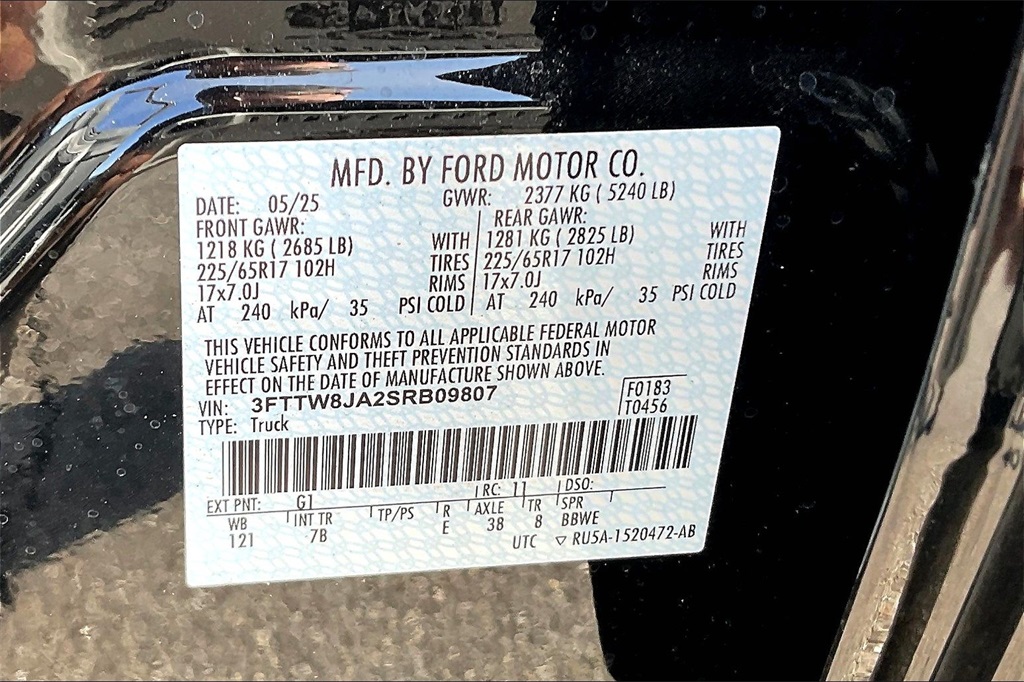 MFD. BY FORD MOTOR CO.
DATE: 05/25 GVWR: 2377 KG ( 5240 LB)
FRONT GAWR: REAR GAWR:
1218 KG ( 2685 LB) WITH 1281 KG ( 2825 LB) WITH
225/65R17 102H TIRES 225/65R17 102H TIRES
17x7.0J RIMS 17x7.0J RIMS
AT 240 kPa/ 35 PSI COLD AT 240 kPa/ 35 PSI COLD
THIS VEHICLE CONFORMS TO ALL APPLICABLE FEDERAL MOTOR
VEHICLE SAFETY AND THEFT PREVENTION STANDARDS IN
EFFECT ON THE DATE OF MANUFACTURE SHOWN ABOVE.
VIN: 3FTTW8JA2SRB09807 F0183
TYPE: Truck T0456
EXT PNT: G1 RC: 11 DSO:
WB INT TR TP/PS R AXLE TR SPR
121 7B E 38 8 BBWE
UTC ▽ RU5A-1520472-AB